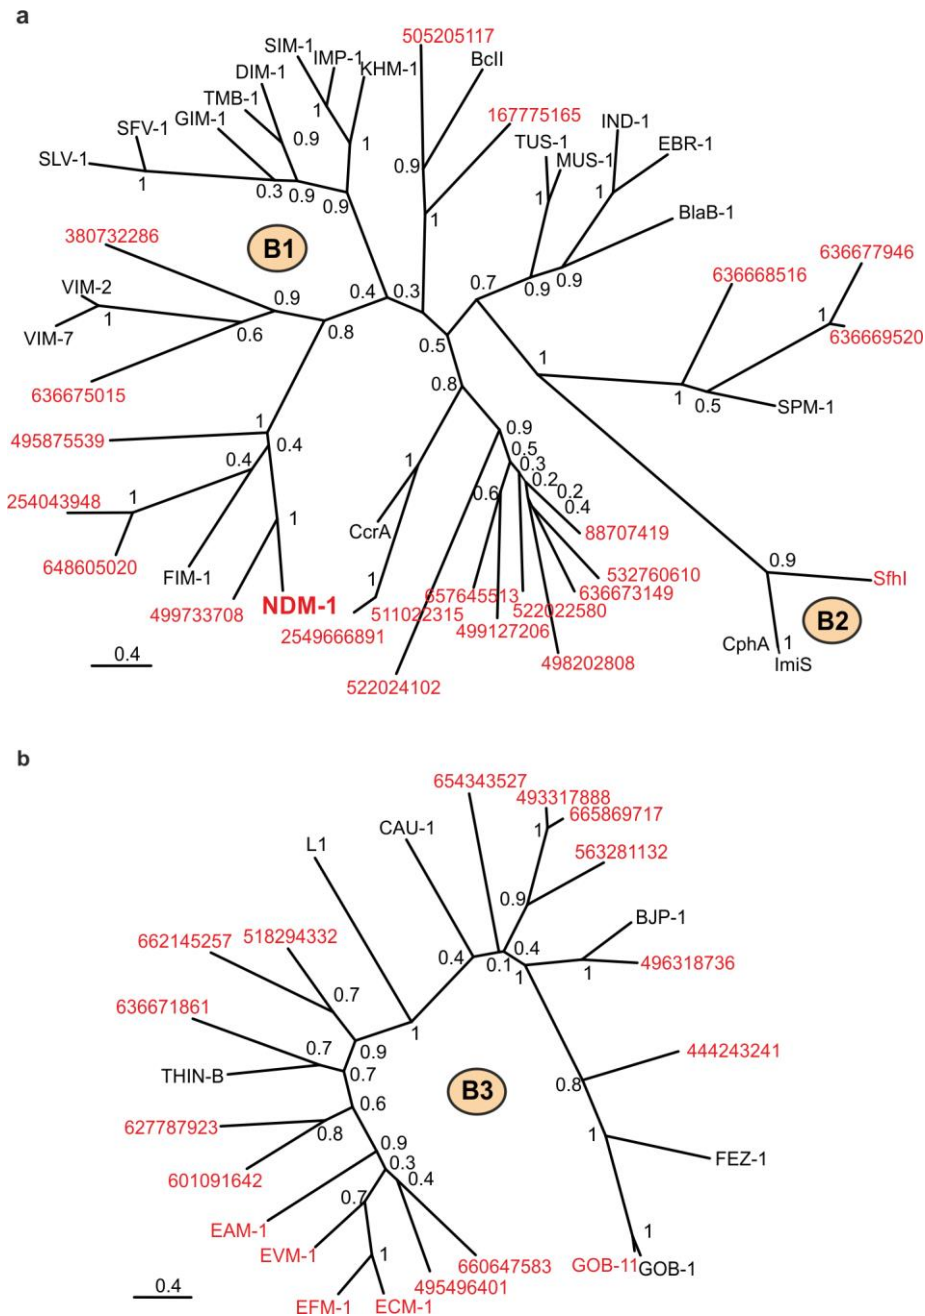 a
505205117
SIM-1
IMP-1
BcII
DIM-1
KHM-1
TMB-1
1
167775165
GIM-1
0.9
1
IND-1
SFV-1
TUS-1
EBR-1
SLV-1
MUS-1
0.9
1
0.3
0.9
0.9
1
1
1
BlaB-1
380732286
B1
636677946
0.7
0.9
0.9
636668516
VIM-2
0.9
0.4
0.3
1
VIM-7
1
0.6
0.8
0.5
636669520
1
636675015
0.8
1
0.5
SPM-1
1
0.9
495875539
0.4
0.5
0.4
1
0.3
254043948
1
0.2
0.2
0.6
0.4
1
CcrA
88707419
648605020
0.9
FIM-1
1
532760610
SfhI
499733708
NDM-1
511022315
657645513
636673149
522022580
2549666891
499127206
B2
CphA
1
498202808
ImiS
0.4
522024102
b
654343527
493317888
665869717
CAU-1
1
L1
563281132
0.9
BJP-1
662145257
518294332
0.4
0.4
0.1
496318736
1
1
0.7
636671861
1
0.7
0.9
444243241
THIN-B
0.7
0.8
B3
0.6
627787923
0.8
1
0.9
FEZ-1
601091642
0.3
0.4
0.7
EAM-1
1
EVM-1
1
660647583
GOB-11
GOB-1
495496401
0.4
EFM-1
ECM-1